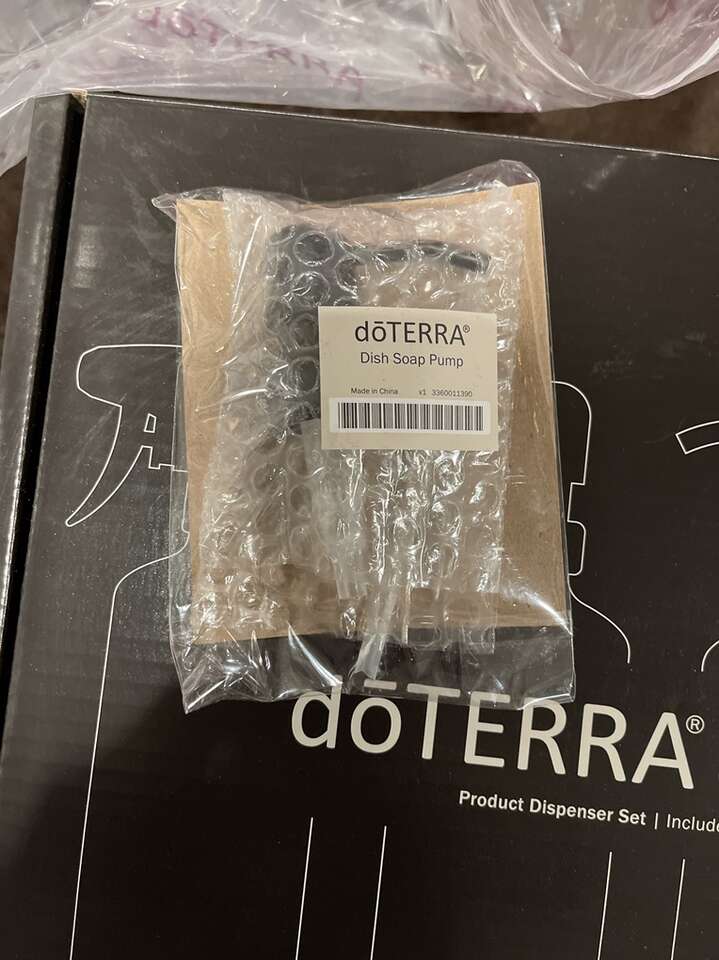 dōTERRA®
Dish Soap Pump
Made in China v1 3360011390
dōTERRA®
Product Dispenser Set | Include